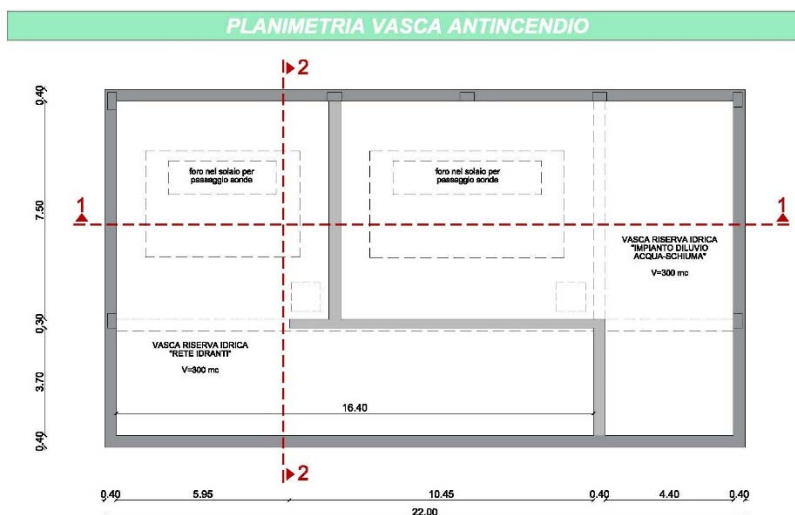 PLANIMETRIA VASCA ANTINCENDIO
2
0.40
foro nel solaio per
passaggio sonde
foro nel solaio per
passaggio sonde
7.50
1
1
VASCA RISERVA IDRICA
"IMPIANTO DILUVIO
ACQUA-SCHIUMA"
V=300 mc
0.30
VASCA RISERVA IDRICA
"RETE IDRANTI"
V=300 mc
3.70
16.40
0.40
2
0.40 5.95 10.45 0.40 4.40 0.40
22.00